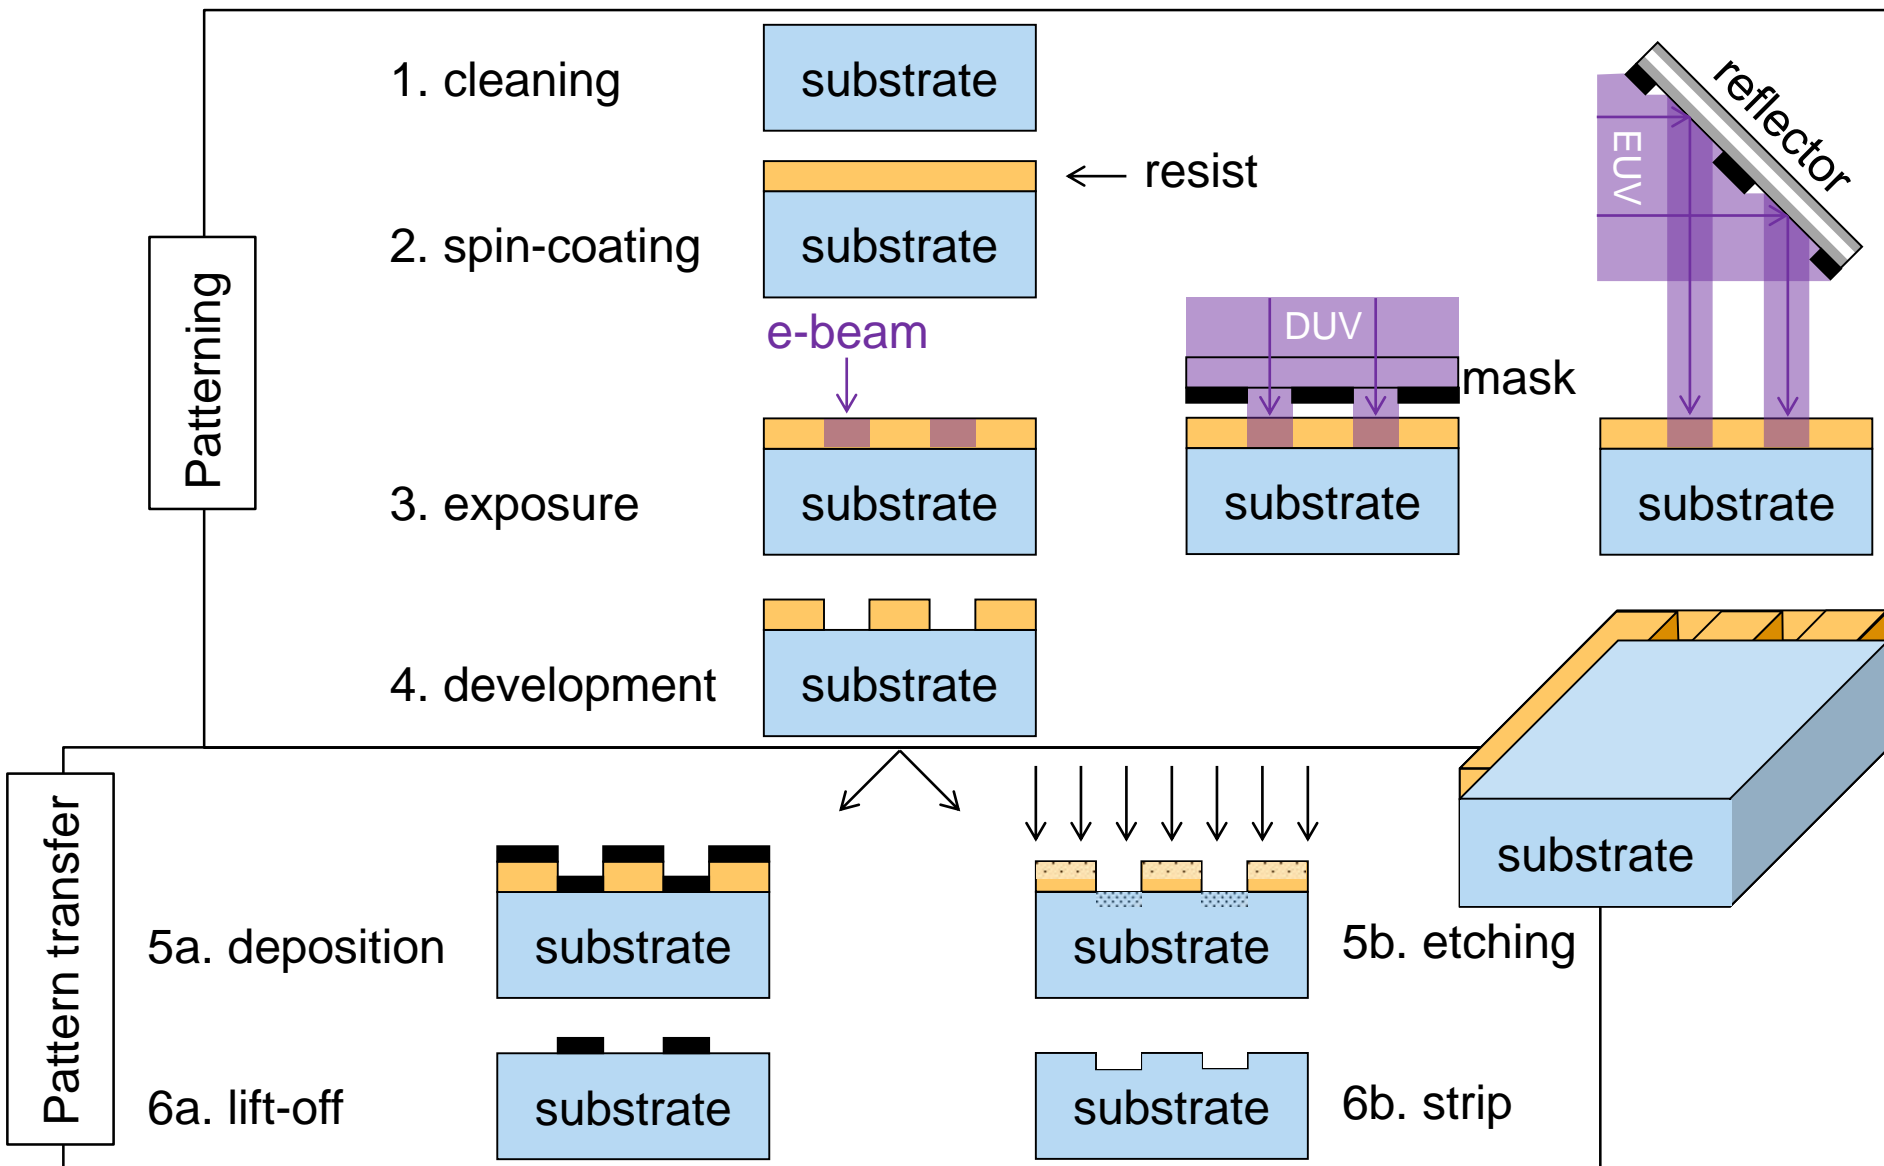 Patterning
1. cleaning
substrate
resist
2. spin-coating
substrate
reflector
EUV
e-beam
DUV
mask
3. exposure
substrate
substrate
substrate
4. development
substrate
substrate
Pattern transfer
5a. deposition
substrate
substrate
5b. etching
6a. lift-off
substrate
substrate
6b. strip